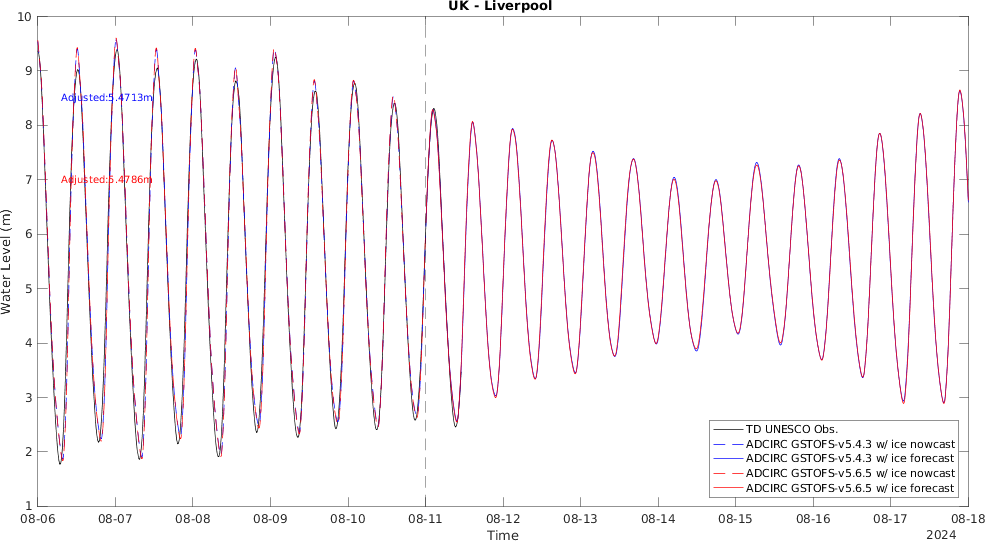 UK - Liverpool
10
9
8
7
6
5
4
3
2
1
Water Level (m)
Adjusted:5.4713m
Adjusted:5.4786m
TD UNESCO Obs.
ADCIRC GSTOFS-v5.4.3 w/ ice nowcast
ADCIRC GSTOFS-v5.4.3 w/ ice forecast
ADCIRC GSTOFS-v5.6.5 w/ ice nowcast
ADCIRC GSTOFS-v5.6.5 w/ ice forecast
08-06 08-07 08-08 08-09 08-10 08-11 08-12 08-13 08-14 08-15 08-16 08-17 08-18
Time
2024